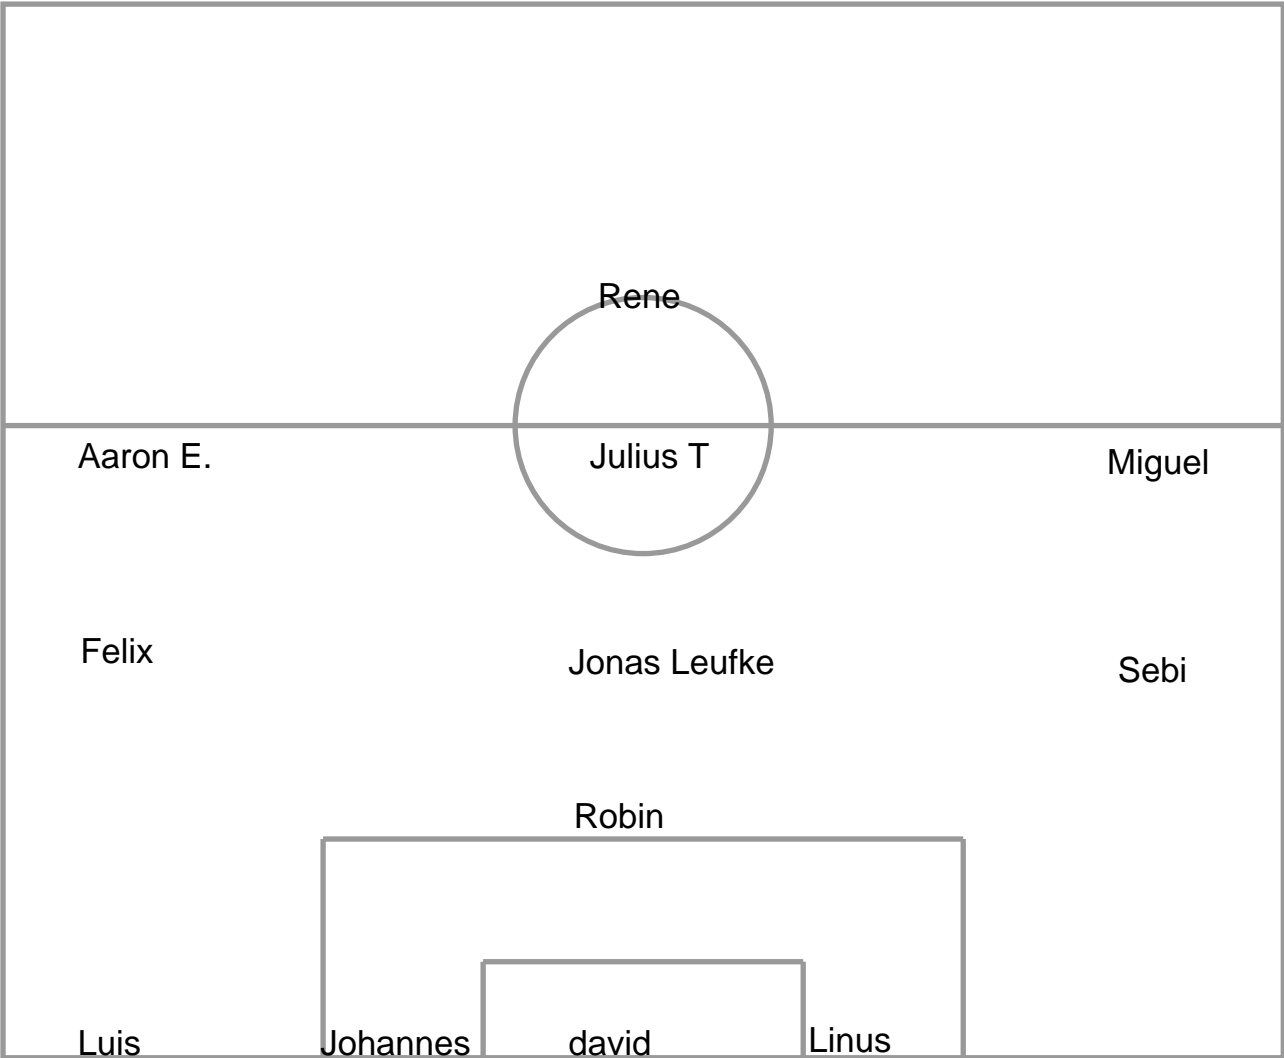 Rene
Aaron E.
Julius T
Miguel
Felix
Jonas Leufke
Sebi
Robin
Luis
Johannes
david
Linus